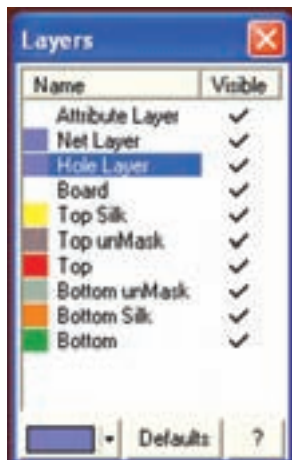 Layers
Name Visible
Attribute Layer
Net Layer
Hole Layer
Board
Top Silk
Top unMask
Top
Bottom unMask
Bottom Silk
Bottom
Defaults ?